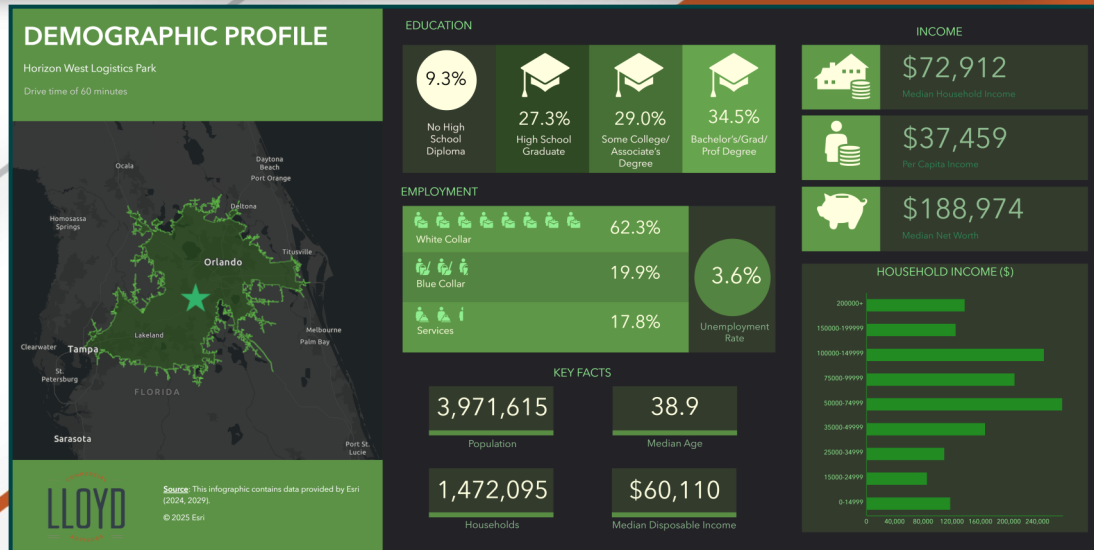 DEMOGRAPHIC PROFILE
Horizon West Logistics Park
Drive time of 60 minutes
Ocala
Daytona
Beach
Port Orange
Deltona
Homosassa
Springs
Titusville
Orlando
Lakeland
Melbourne
Palm Bay
Clearwater
Tampa
St.
Petersburg
FLORIDA
Sarasota
Port St.
Lucie
LLOYD
Source: This infographic contains data provided by Esri
(2024, 2029).
© 2025 Esri
EDUCATION
9.3%
No High
School
Diploma
27.3%
High School
Graduate
29.0%
Some College/
Associate's
Degree
34.5%
Bachelor's/Grad/
Prof Degree
EMPLOYMENT
White Collar
62.3%
Blue Collar
19.9%
Services
17.8%
3.6%
Unemployment
Rate
KEY FACTS
3,971,615
Population
38.9
Median Age
1,472,095
Households
$60,110
Median Disposable Income
INCOME
$72,912
Median Household Income
$37,459
Per Capita Income
$188,974
Median Net Worth
HOUSEHOLD INCOME ($)
200000+
150000-199999
100000-149999
75000-99999
50000-74999
35000-49999
25000-34999
15000-24999
0-14999
0 40,000 80,000 120,000 160,000 200,000 240,000